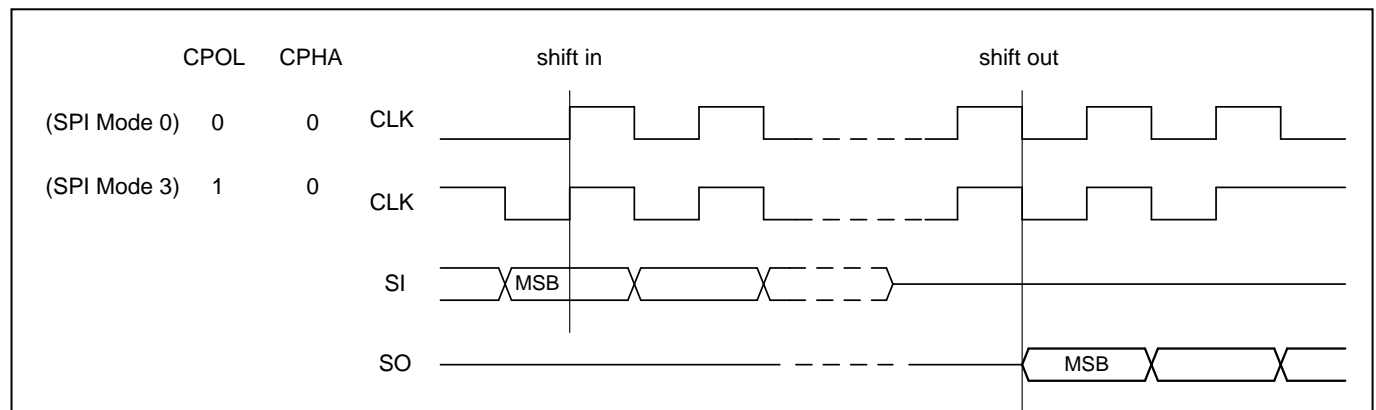 CPOL CPHA shift in shift out
(SPI Mode 0) 0 0 CLK
(SPI Mode 3) 1 0 CLK
SI MSB
SO MSB